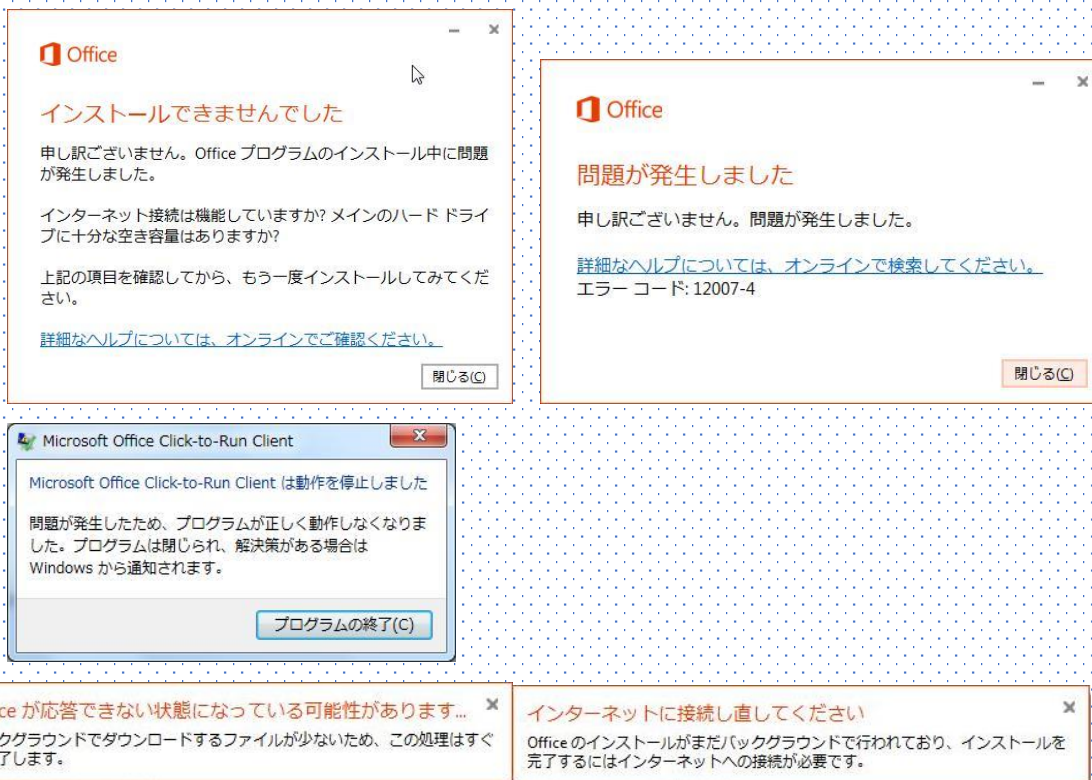 Office
インストールできませんでした
申し訳ございません。Office プログラムのインストール中に問題
が発生しました。
インターネット接続は機能していますか? メインのハード ドライ
ブに十分な空き容量はありますか?
上記の項目を確認してから、もう一度インストールしてみてくだ
さい。
詳細なヘルプについては、オンラインでご確認ください。
閉じる(C)
Office
問題が発生しました
申し訳ございません。問題が発生しました。
詳細なヘルプについては、オンラインで検索してください。
エラー コード: 12007-4
閉じる(C)
Microsoft Office Click-to-Run Client
Microsoft Office Click-to-Run Client は動作を停止しました
問題が発生したため、プログラムが正しく動作しなくなりま
した。プログラムは閉じられ、解決策がある場合は
Windows から通知されます。
プログラムの終了(C)
ce が応答できない状態になっている可能性があります...
クグラウンドでダウンロードするファイルが少ないため、この処理はすぐ
了します。
インターネットに接続し直してください
Office のインストールがまだバックグラウンドで行われており、インストールを
完了するにはインターネットへの接続が必要です。